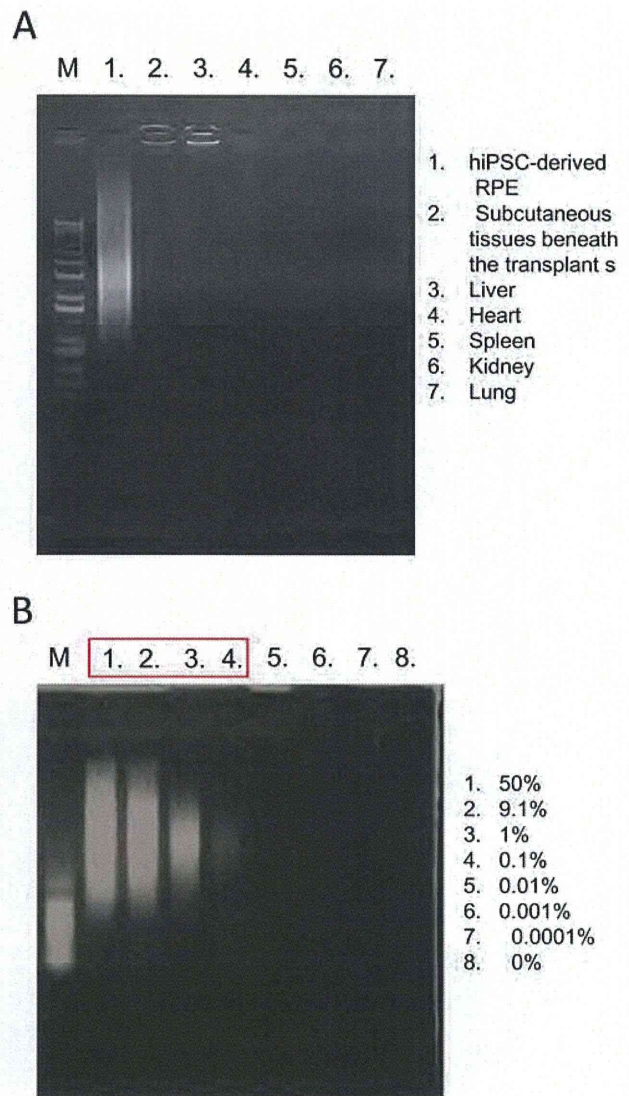 A
M 1. 2. 3. 4. 5. 6. 7.
1. hiPSC-derived
RPE
2. Subcutaneous
tissues beneath
the transplant s
3. Liver
4. Heart
5. Spleen
6. Kidney
7. Lung
B
M 1. 2. 3. 4. 5. 6. 7. 8.
1. 50%
2. 9.1%
3. 1%
4. 0.1%
5. 0.01%
6. 0.001%
7. 0.0001%
8. 0%